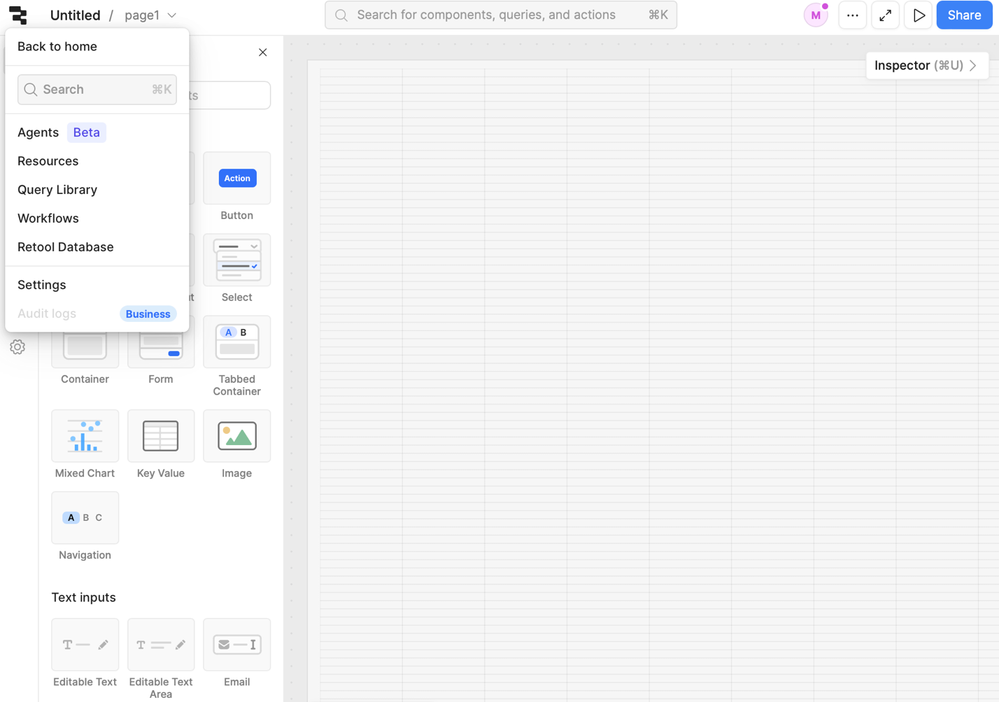 Untitled / page1
Search for components, queries, and actions ⌘K
M
Share
Back to home
Search ⌘K
Agents Beta
Resources
Query Library
Workflows
Retool Database
Settings
Audit logs Business
ts
Inspector (⌘U)
Action
Button
ut
Select
A B
Container
Form
Tabbed
Container
Mixed Chart
Key Value
Image
A B C
Navigation
Text inputs
T
T
I
Editable Text
Editable Text
Area
Email